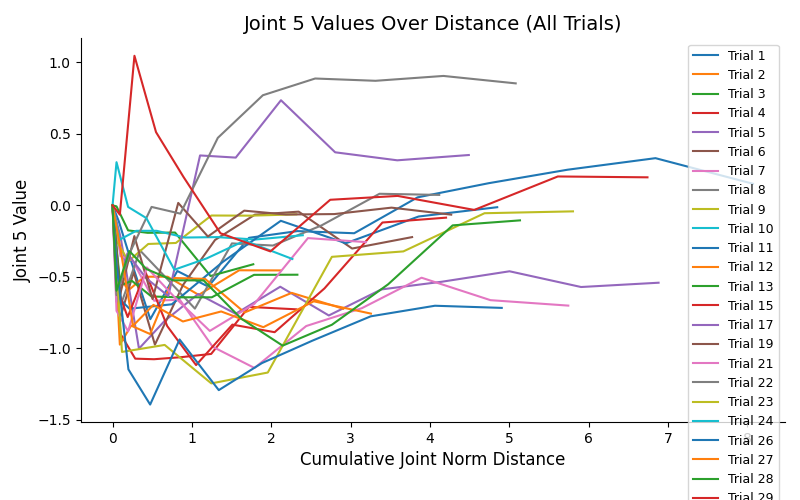 Joint 5 Values Over Distance (All Trials)
Joint 5 Value
1.0
0.5
0.0
−0.5
−1.0
−1.5
0
1
2
3
4
5
6
7
Cumulative Joint Norm Distance
Trial 1
Trial 2
Trial 3
Trial 4
Trial 5
Trial 6
Trial 7
Trial 8
Trial 9
Trial 10
Trial 11
Trial 12
Trial 13
Trial 15
Trial 17
Trial 19
Trial 21
Trial 22
Trial 23
Trial 24
Trial 26
Trial 27
Trial 28
Trial 29